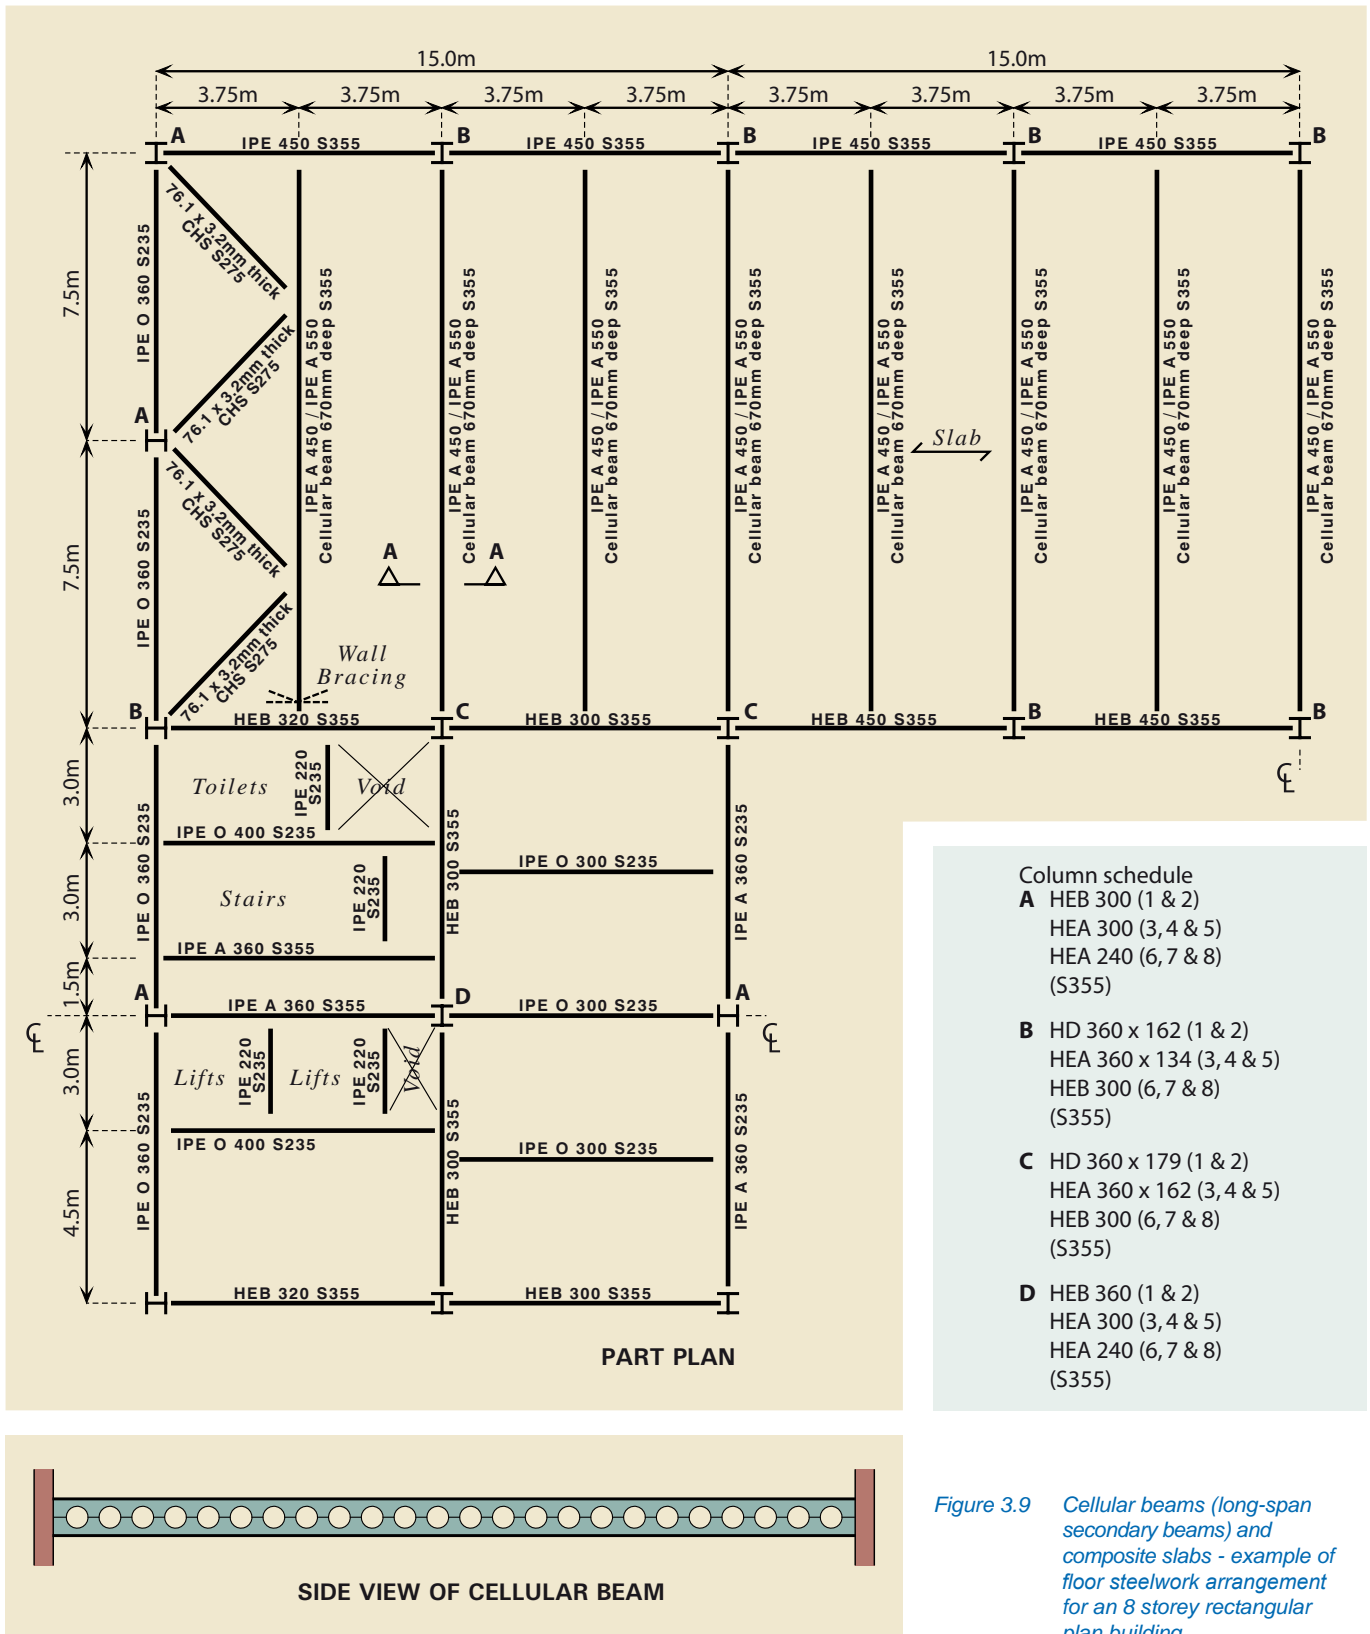 15.0m 15.0m
3.75m 3.75m 3.75m 3.75m 3.75m 3.75m 3.75m 3.75m
A B B B B
IPE 450 S355 IPE 450 S355 IPE 450 S355 IPE 450 S355
7.5m
IPE O 360 S235
76.1 x 3.2mm thick
CHS S275
76.1 x 3.2mm thick
CHS S275
IPE A 450 / IPE A 550
Cellular beam 670mm deep S355
IPE A 450 / IPE A 550
Cellular beam 670mm deep S355
IPE A 450 / IPE A 550
Cellular beam 670mm deep S355
IPE A 450 / IPE A 550
Cellular beam 670mm deep S355
IPE A 450 / IPE A 550
Cellular beam 670mm deep S355
IPE A 450 / IPE A 550
Cellular beam 670mm deep S355
IPE A 450 / IPE A 550
Cellular beam 670mm deep S355
IPE A 450 / IPE A 550
Cellular beam 670mm deep S355
Slab
A
7.5m
IPE O 360 S235
76.1 x 3.2mm thick
CHS S275
76.1 x 3.2mm thick
CHS S275
A A
Wall
Bracing
B C C B B
HEB 320 S355 HEB 300 S355 HEB 450 S355 HEB 450 S355
CL
3.0m
Toilets
IPE 220
S235
Void
IPE O 360 S235
IPE O 400 S235
HEB 300 S355
IPE O 300 S235
IPE A 360 S235
3.0m
Stairs
IPE 220
S235
IPE A 360 S355
1.5m
A D A
IPE A 360 S355 IPE O 300 S235
CL CL
3.0m
Lifts
IPE 220
S235
Lifts
IPE 220
S235
Void
IPE O 360 S235
IPE O 400 S235
HEB 300 S355
IPE O 300 S235
IPE A 360 S235
4.5m
HEB 320 S355 HEB 300 S355
PART PLAN
Column schedule
A HEB 300 (1 & 2)
HEA 300 (3, 4 & 5)
HEA 240 (6, 7 & 8)
(S355)
B HD 360 x 162 (1 & 2)
HEA 360 x 134 (3, 4 & 5)
HEB 300 (6, 7 & 8)
(S355)
C HD 360 x 179 (1 & 2)
HEA 360 x 162 (3, 4 & 5)
HEB 300 (6, 7 & 8)
(S355)
D HEB 360 (1 & 2)
HEA 300 (3, 4 & 5)
HEA 240 (6, 7 & 8)
(S355)
SIDE VIEW OF CELLULAR BEAM
Figure 3.9 Cellular beams (long-span
secondary beams) and
composite slabs - example of
floor steelwork arrangement
for an 8 storey rectangular
plan building